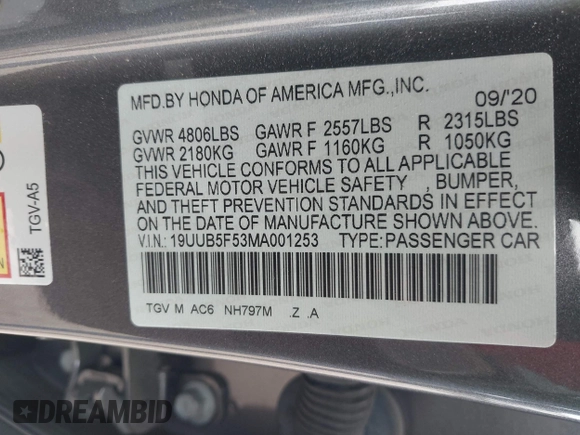 MFD.BY HONDA OF AMERICA MFG.,INC.
09/'20
GVWR 4806LBS GAWR F 2557LBS R 2315LBS
GVWR 2180KG GAWR F 1160KG R 1050KG
THIS VEHICLE CONFORMS TO ALL APPLICABLE
FEDERAL MOTOR VEHICLE SAFETY , BUMPER,
AND THEFT PREVENTION STANDARDS IN EFFECT
ON THE DATE OF MANUFACTURE SHOWN ABOVE.
V.I.N.: 19UUB5F53MA001253 TYPE:PASSENGER CAR
TGV M AC6 NH797M .Z .A
TGV-A5
DREAMBID